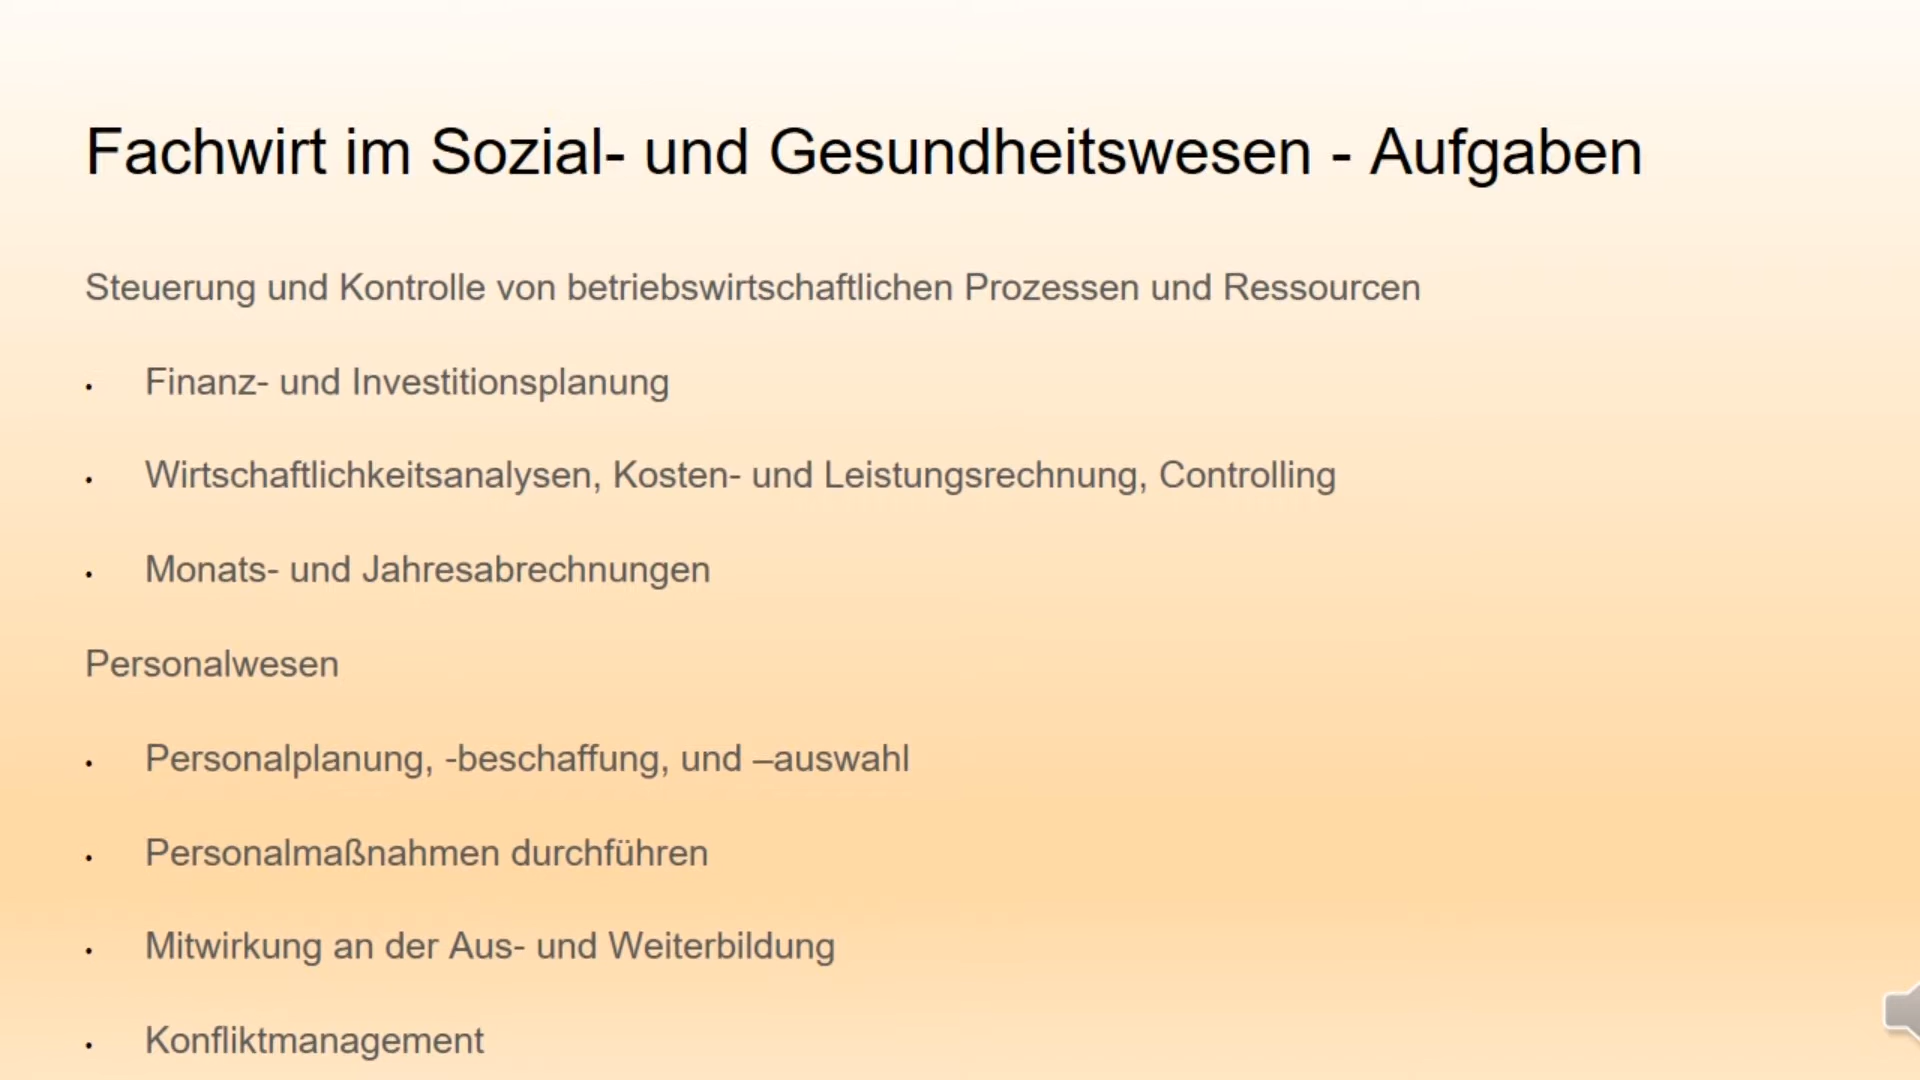 Fachwirt im Sozial- und Gesundheitswesen - Aufgaben
Steuerung und Kontrolle von betriebswirtschaftlichen Prozessen und Ressourcen
• Finanz- und Investitionsplanung
• Wirtschaftlichkeitsanalysen, Kosten- und Leistungsrechnung, Controlling
• Monats- und Jahresabrechnungen
Personalwesen
• Personalplanung, -beschaffung, und –auswahl
• Personalmaßnahmen durchführen
• Mitwirkung an der Aus- und Weiterbildung
• Konfliktmanagement